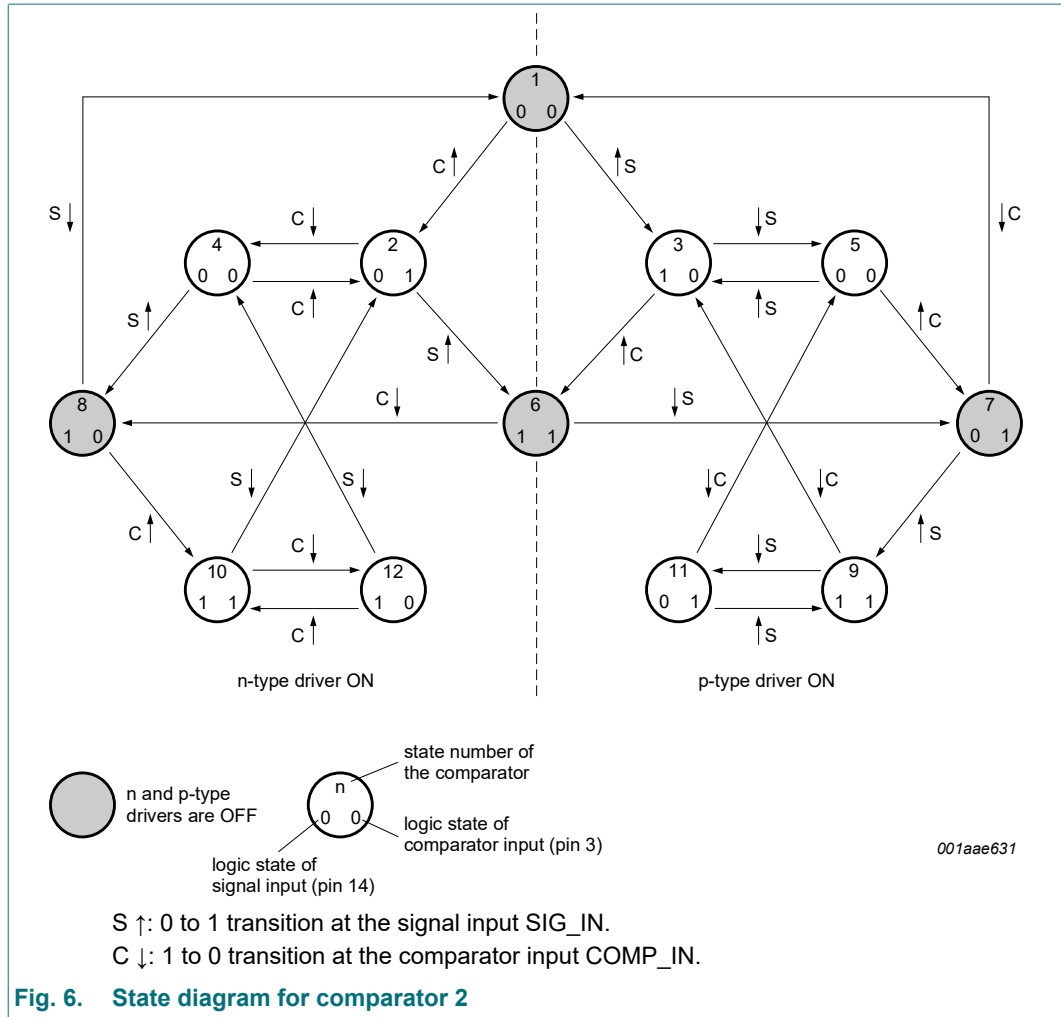 1
0 0
C ↑
↑ S
S ↓
↓ C
C ↓
↓ S
4
0 0
2
0 1
3
1 0
5
0 0
C ↑
↑ S
S ↑
S ↑
↑ C
↑ C
8
1 0
C ↓
6
1 1
↓ S
7
0 1
S ↓
S ↓
↓ C
↓ C
C ↑
↑ S
C ↓
↓ S
10
1 1
12
1 0
11
0 1
9
1 1
C ↑
↑ S
n-type driver ON
p-type driver ON
n and p-type
drivers are OFF
state number of
the comparator
n
0 0
logic state of
comparator input (pin 3)
logic state of
signal input (pin 14)
001aae631
S ↑: 0 to 1 transition at the signal input SIG_IN.
C ↓: 1 to 0 transition at the comparator input COMP_IN.
Fig. 6. State diagram for comparator 2